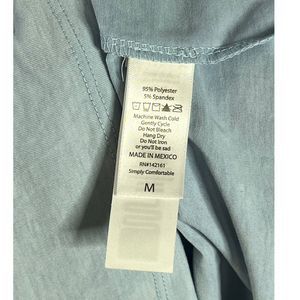 95% Polyester
5% Spandex
Machine Wash Cold
Gently Cycle
Do Not Bleach
Hang Dry
Do Not Iron
or you'll be sad
MADE IN MEXICO
RN#142161
Simply Comfortable
M